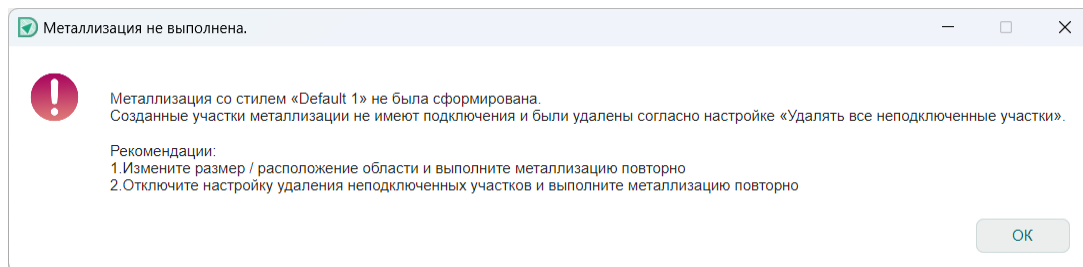 Металлизация не выполнена.
Металлизация со стилем «Default 1» не была сформирована.
Созданные участки металлизации не имеют подключения и были удалены согласно настройке «Удалять все неподключенные участки».
Рекомендации:
1.Измените размер / расположение области и выполните металлизацию повторно
2.Отключите настройку удаления неподключенных участков и выполните металлизацию повторно
OK